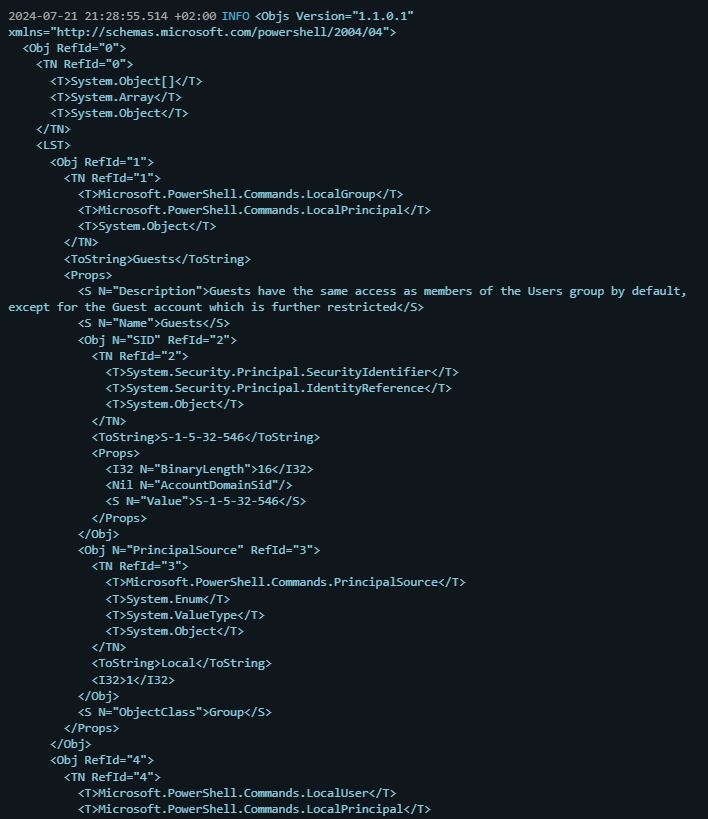 2024-07-21 21:28:55.514 +02:00 INFO <Objs Version="1.1.0.1"
xmlns="http://schemas.microsoft.com/powershell/2004/04">
  <Obj RefId="0">
    <TN RefId="0">
      <T>System.Object[]</T>
      <T>System.Array</T>
      <T>System.Object</T>
    </TN>
    <LST>
      <Obj RefId="1">
        <TN RefId="1">
          <T>Microsoft.PowerShell.Commands.LocalGroup</T>
          <T>Microsoft.PowerShell.Commands.LocalPrincipal</T>
          <T>System.Object</T>
        </TN>
        <ToString>Guests</ToString>
        <Props>
          <S N="Description">Guests have the same access as members of the Users group by default,
except for the Guest account which is further restricted</S>
          <S N="Name">Guests</S>
          <Obj N="SID" RefId="2">
            <TN RefId="2">
              <T>System.Security.Principal.SecurityIdentifier</T>
              <T>System.Security.Principal.IdentityReference</T>
              <T>System.Object</T>
            </TN>
            <ToString>S-1-5-32-546</ToString>
            <Props>
              <I32 N="BinaryLength">16</I32>
              <Nil N="AccountDomainSid"/>
              <S N="Value">S-1-5-32-546</S>
            </Props>
          </Obj>
          <Obj N="PrincipalSource" RefId="3">
            <TN RefId="3">
              <T>Microsoft.PowerShell.Commands.PrincipalSource</T>
              <T>System.Enum</T>
              <T>System.ValueType</T>
              <T>System.Object</T>
            </TN>
            <ToString>Local</ToString>
            <I32>1</I32>
          </Obj>
          <S N="ObjectClass">Group</S>
        </Props>
      </Obj>
      <Obj RefId="4">
        <TN RefId="4">
          <T>Microsoft.PowerShell.Commands.LocalUser</T>
          <T>Microsoft.PowerShell.Commands.LocalPrincipal</T>